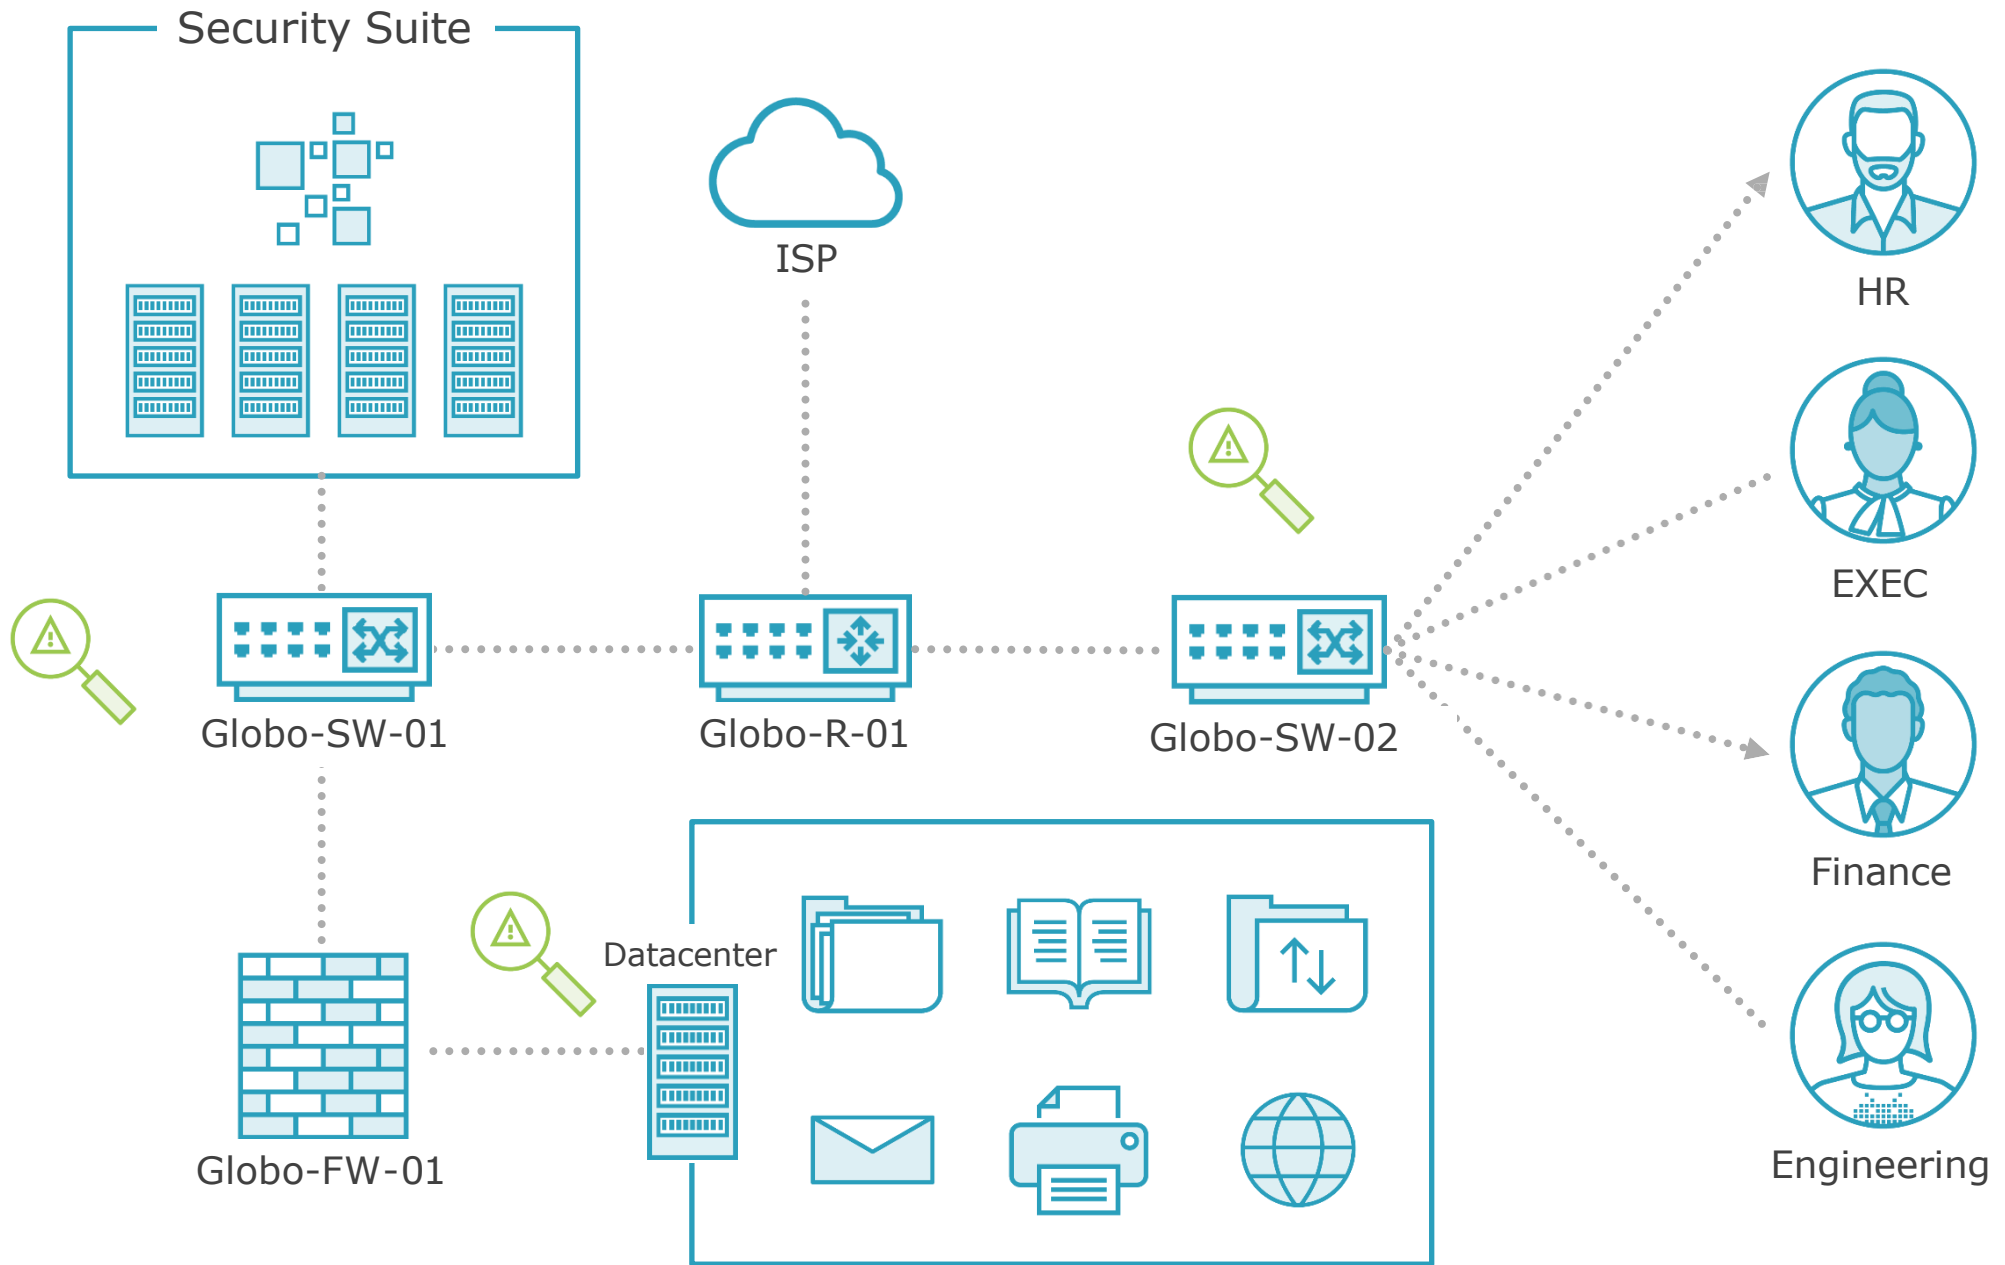 Security Suite
ISP
HR
EXEC
Globo-SW-01
Globo-R-01
Globo-SW-02
Finance
Datacenter
Globo-FW-01
Engineering